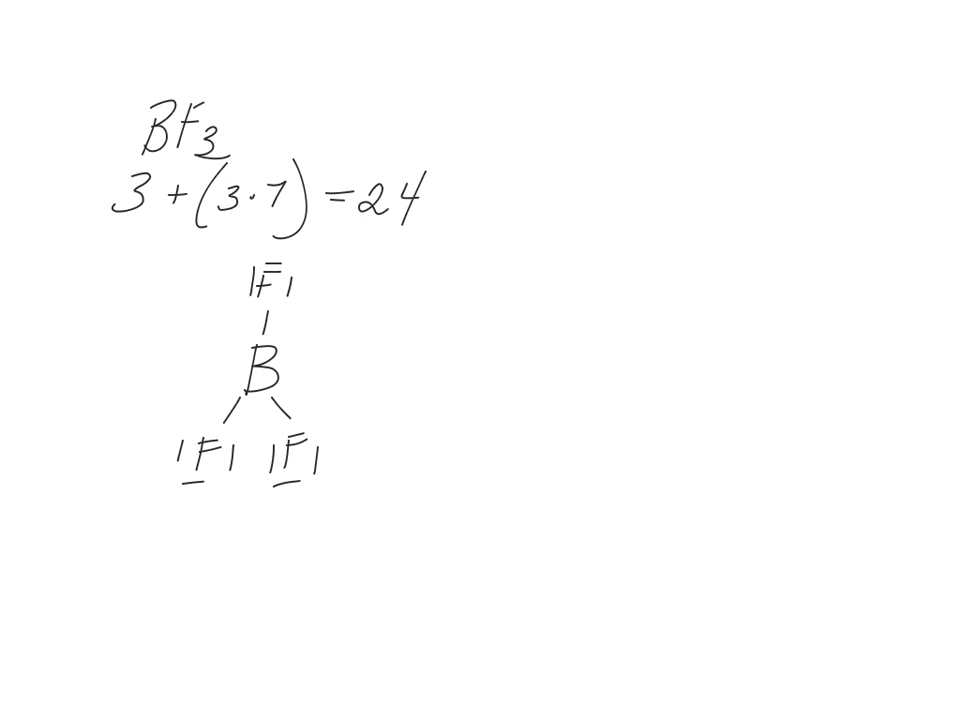 BF3
3 + (3·7) = 24
|F|
B
|F| |F|